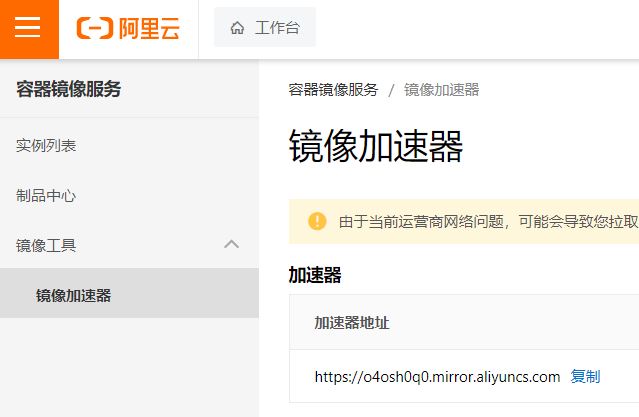 阿里云
工作台
容器镜像服务
实例列表
制品中心
镜像工具
镜像加速器
容器镜像服务 / 镜像加速器
镜像加速器
由于当前运营商网络问题，可能会导致您拉取
加速器
加速器地址
https://o4osh0q0.mirror.aliyuncs.com 复制